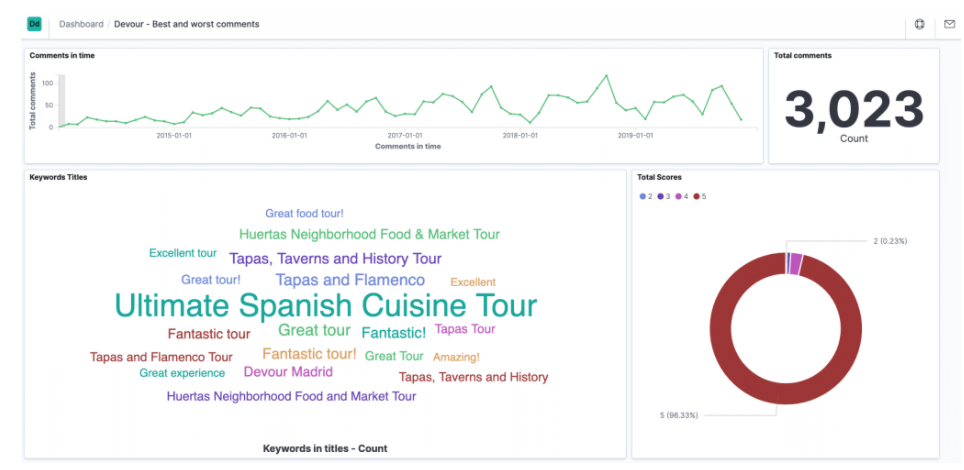 Dd Dashboard / Devour - Best and worst comments
Comments in time
Total comments
100
50
0
2015-01-01 2016-01-01 2017-01-01 2018-01-01 2019-01-01
Comments in time
Total comments
3,023
Count
Keywords Titles
Great food tour!
Huertas Neighborhood Food & Market Tour
Excellent tour
Tapas, Taverns and History Tour
Great tour!
Tapas and Flamenco
Excellent
Ultimate Spanish Cuisine Tour
Fantastic tour
Great tour
Fantastic!
Tapas Tour
Tapas and Flamenco Tour
Fantastic tour!
Great Tour
Amazing!
Great experience
Devour Madrid
Tapas, Taverns and History
Huertas Neighborhood Food and Market Tour
Keywords in titles - Count
Total Scores
2 3 4 5
2 (0.23%)
5 (96.33%)